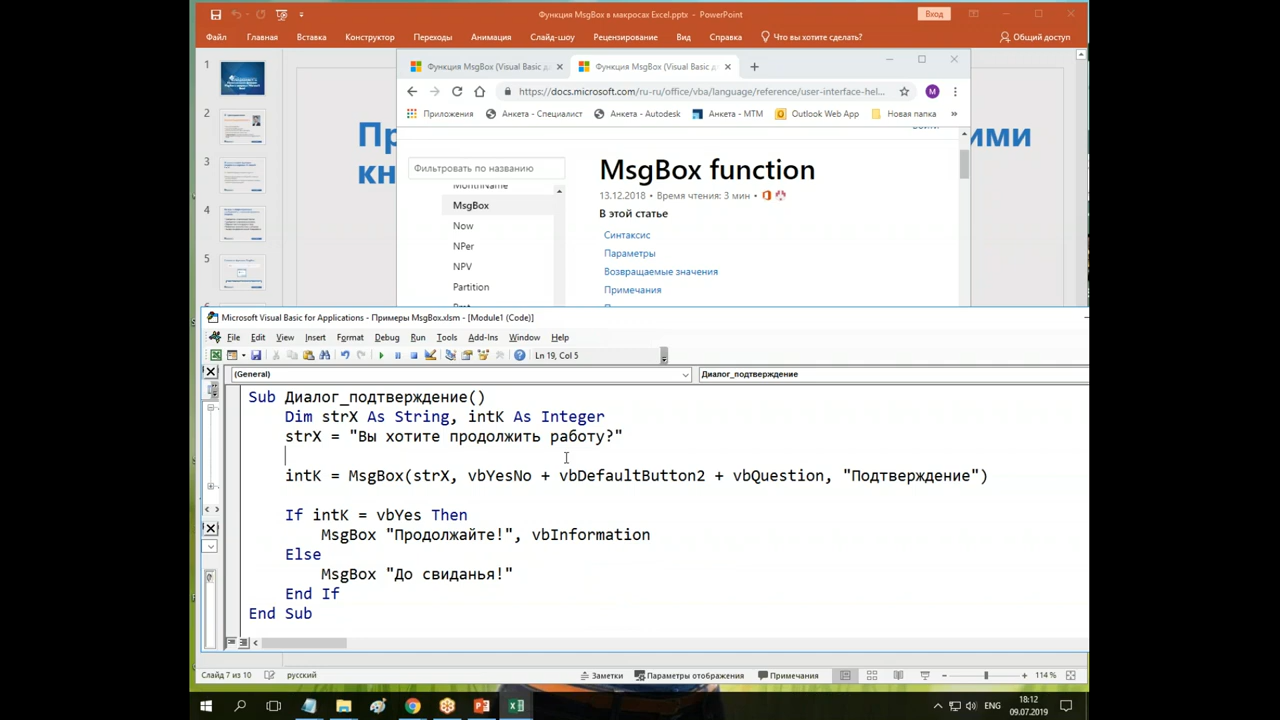 Функция MsgBox в макросах Excel.pptx - PowerPoint
Вход
Файл Главная Вставка Конструктор Переходы Анимация Слайд-шоу Рецензирование Вид Справка Что вы хотите сделать? Общий доступ
1
2
3
4
5
Функция MsgBox (Visual Basic д
Функция MsgBox (Visual Basic д
https://docs.microsoft.com/ru-ru/office/vba/language/reference/user-interface-hel...
M
Приложения Анкета - Специалист Анкета - Autodesk Анкета - МТМ Outlook Web App Новая папка »
Войти
Фильтровать по названию
MonthName
MsgBox
Now
NPer
NPV
Partition
MsgBox function
13.12.2018 • Время чтения: 3 мин •
В этой статье
Синтаксис
Параметры
Возвращаемые значения
Примечания
Microsoft Visual Basic for Applications - Примеры MsgBox.xlsm - [Module1 (Code)]
File Edit View Insert Format Debug Run Tools Add-Ins Window Help
Ln 19, Col 5
(General)
Диалог_подтверждение
Sub Диалог_подтверждение()
Dim strX As String, intK As Integer
strX = "Вы хотите продолжить работу?"
intK = MsgBox(strX, vbYesNo + vbDefaultButton2 + vbQuestion, "Подтверждение")
If intK = vbYes Then
MsgBox "Продолжайте!", vbInformation
Else
MsgBox "До свиданья!"
End If
End Sub
Слайд 7 из 10 русский Заметки Параметры отображения Примечания 114 %
ENG
18:12
09.07.2019